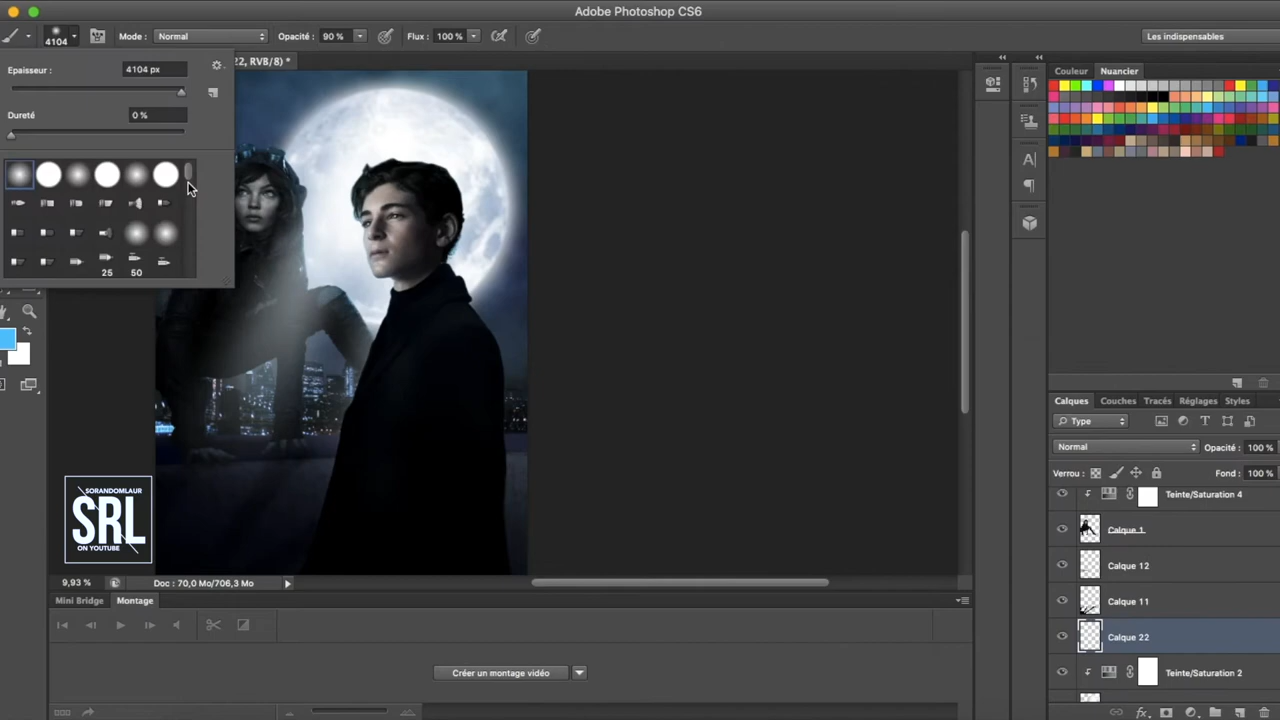 Adobe Photoshop CS6
4104
Mode : Normal
Opacité : 90 %
Flux : 100 %
Les indispensables
Epaisseur : 4104 px
22, RVB/8) *
Couleur Nuancier
Dureté 0 %
25 50
Calques Couches Tracés Réglages Styles
Type
Normal Opacité : 100 %
Verrou : Fond : 100 %
Teinte/Saturation 4
Calque 1
Calque 12
Calque 11
Calque 22
Teinte/Saturation 2
SORANDOMLAUR
SRL
ON YOUTUBE
9,93 % Doc : 70,0 Mo/706,3 Mo
Mini Bridge Montage
Créer un montage vidéo